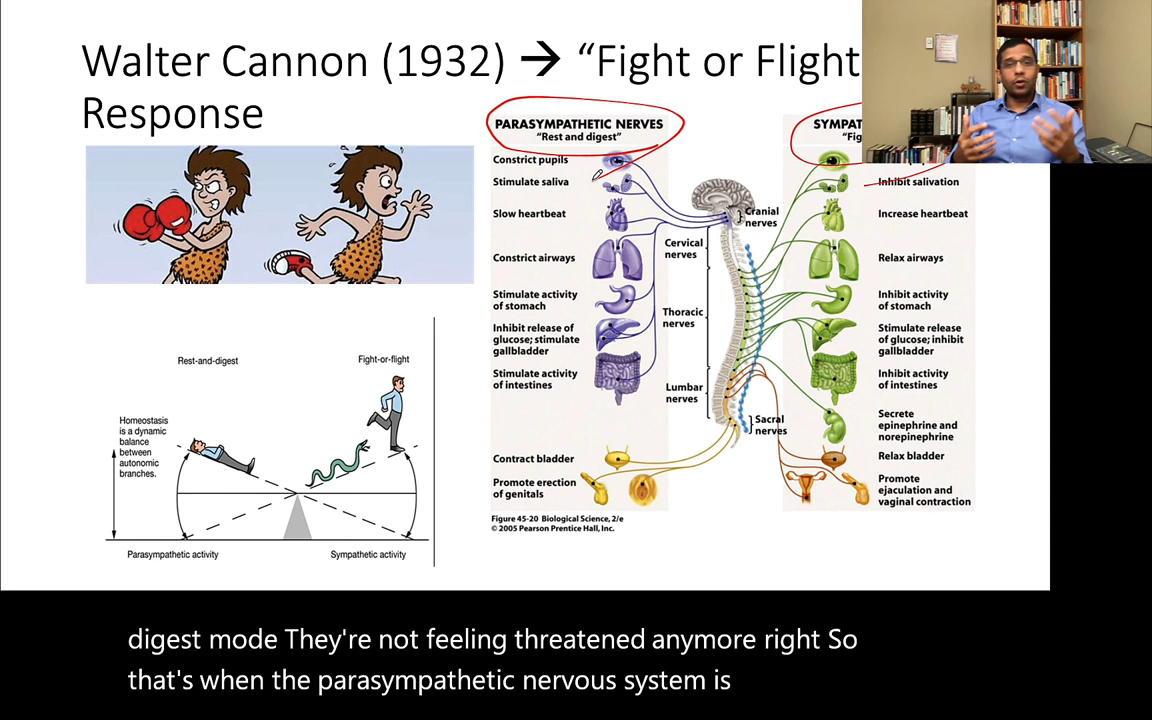 Walter Cannon (1932) → “Fight or Flight
Response
PARASYMPATHETIC NERVES
“Rest and digest”
Constrict pupils
Stimulate saliva
Slow heartbeat
Constrict airways
Stimulate activity
of stomach
Inhibit release of
glucose; stimulate
gallbladder
Stimulate activity
of intestines
Contract bladder
Promote erection
of genitals
Cranial
nerves
Cervical
nerves
Thoracic
nerves
Lumbar
nerves
Sacral
nerves
SYMPAT
“Fig
Inhibit salivation
Increase heartbeat
Relax airways
Inhibit activity
of stomach
Stimulate release
of glucose; inhibit
gallbladder
Inhibit activity
of intestines
Secrete
epinephrine and
norepinephrine
Relax bladder
Promote
ejaculation and
vaginal contraction
Figure 45-20 Biological Science, 2/e
© 2005 Pearson Prentice Hall, Inc.
Rest-and-digest
Fight-or-flight
Homeostasis
is a dynamic
balance
between
autonomic
branches.
Parasympathetic activity
Sympathetic activity
digest mode They're not feeling threatened anymore right So
that's when the parasympathetic nervous system is